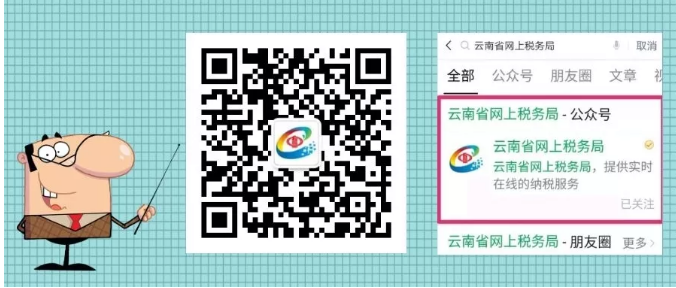 云南省网上税务局
取消
全部 公众号 朋友圈 文章
云南省网上税务局 - 公众号
云南省网上税务局
云南省网上税务局，提供实时
在线的纳税服务
已关注
云南省网上税务局 - 朋友圈 更多